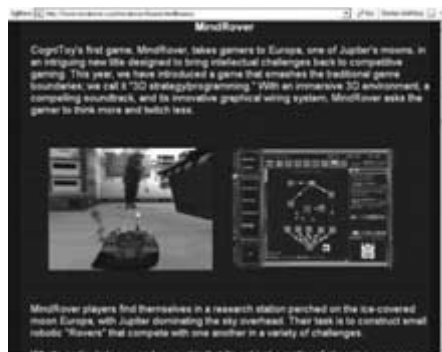 MindRover
CogniToy's first game, MindRover, takes gamers to Europa, one of Jupiter's moons, in
an intriguing new title designed to bring intellectual challenges back to competitive
gaming. This year, we have introduced a game that smashes the traditional genre
boundaries; we call it "3D strategy/programming." With an immersive 3D environment, a
compelling soundtrack, and its innovative graphical wiring system, MindRover asks the
gamer to think more and twitch less.
MindRover players find themselves in a research station perched on the ice-covered
moon Europa, with Jupiter dominating the sky overhead. Their task is to construct small
robotic "Rovers" that compete with one another in a variety of challenges.